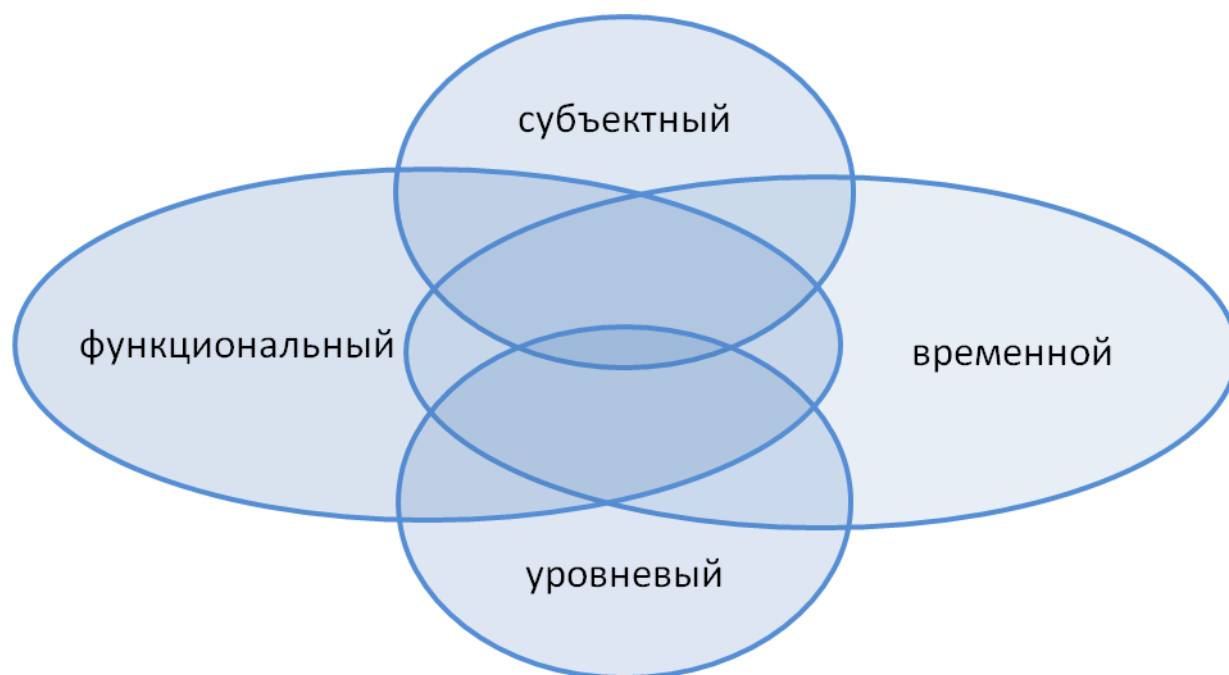 субъектный
функциональный
временной
уровневый